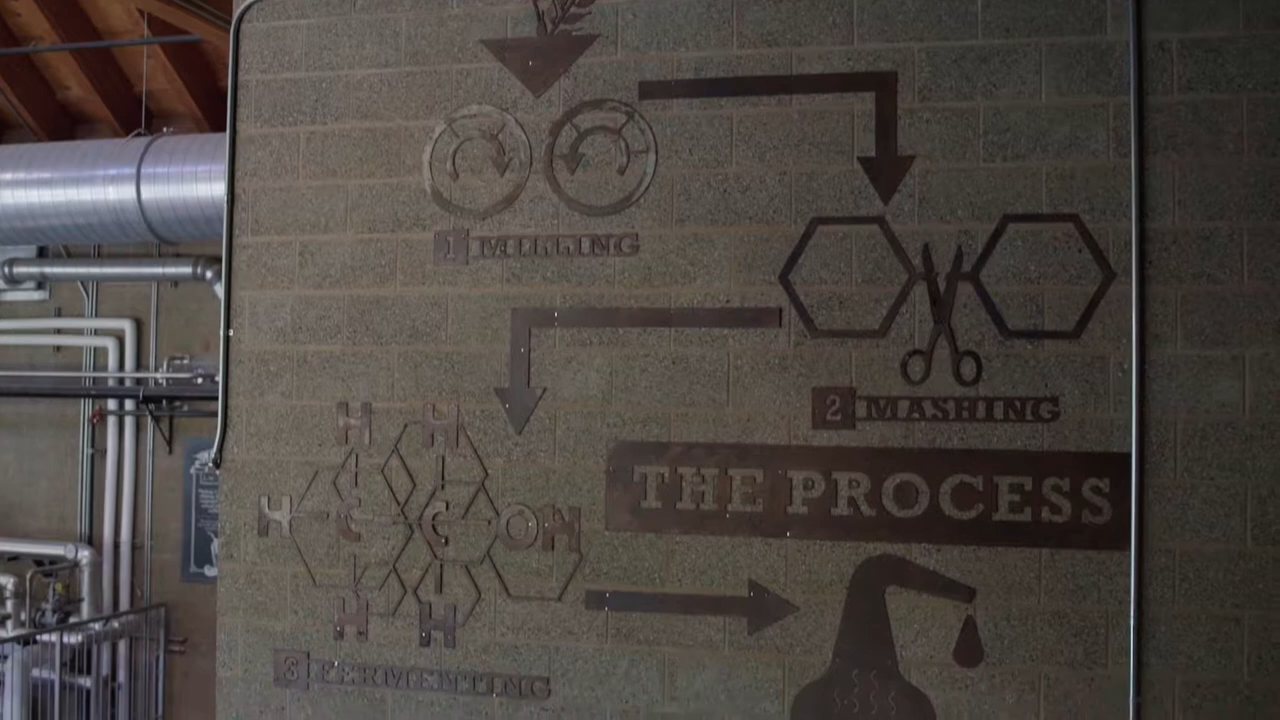 1 MILLING
2 MASHING
THE PROCESS
H H
H C C OH
H H
3 FERMENTING